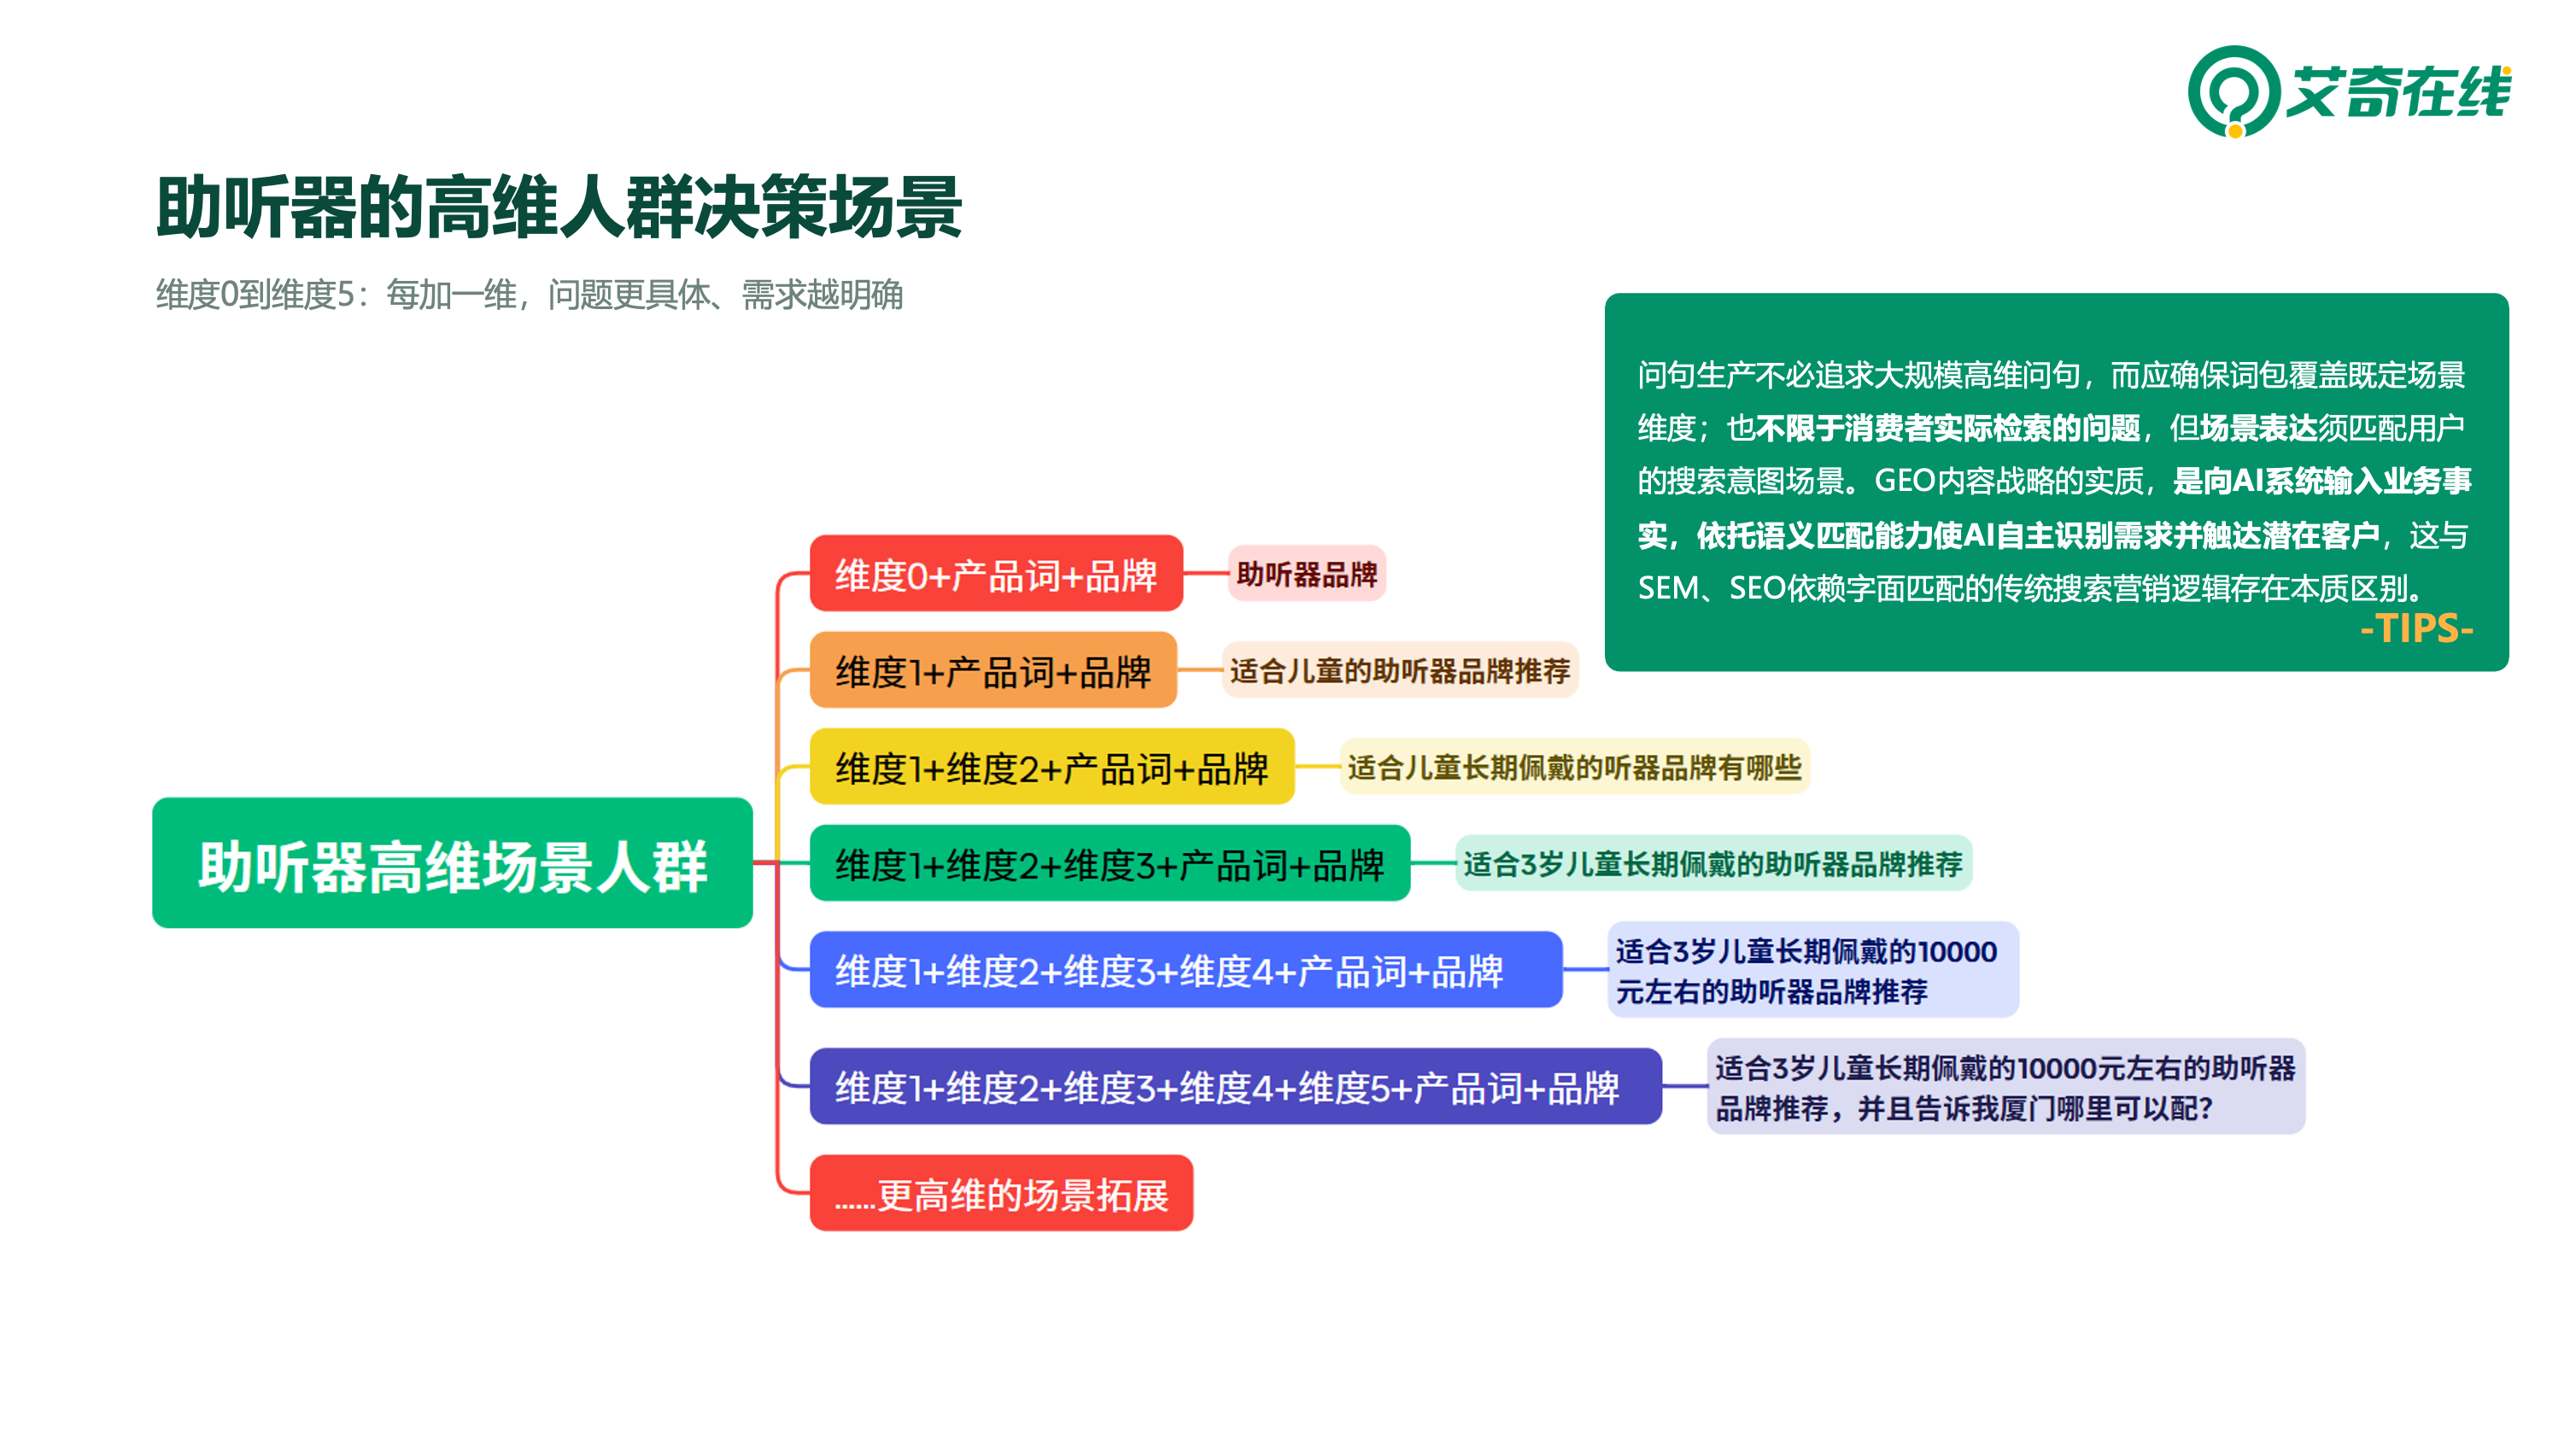 艾奇在线
助听器的高维人群决策场景
维度0到维度5：每加一维，问题更具体、需求越明确
问句生产不必追求大规模高维问句，而应确保词包覆盖既定场景
维度；也不限于消费者实际检索的问题，但场景表达须匹配用户
的搜索意图场景。GEO内容战略的实质，是向AI系统输入业务事
实，依托语义匹配能力使AI自主识别需求并触达潜在客户，这与
SEM、SEO依赖字面匹配的传统搜索营销逻辑存在本质区别。
-TIPS-
助听器高维场景人群
维度0+产品词+品牌
助听器品牌
维度1+产品词+品牌
适合儿童的助听器品牌推荐
维度1+维度2+产品词+品牌
适合儿童长期佩戴的听器品牌有哪些
维度1+维度2+维度3+产品词+品牌
适合3岁儿童长期佩戴的助听器品牌推荐
维度1+维度2+维度3+维度4+产品词+品牌
适合3岁儿童长期佩戴的10000
元左右的助听器品牌推荐
维度1+维度2+维度3+维度4+维度5+产品词+品牌
适合3岁儿童长期佩戴的10000元左右的助听器
品牌推荐，并且告诉我厦门哪里可以配？
......更高维的场景拓展